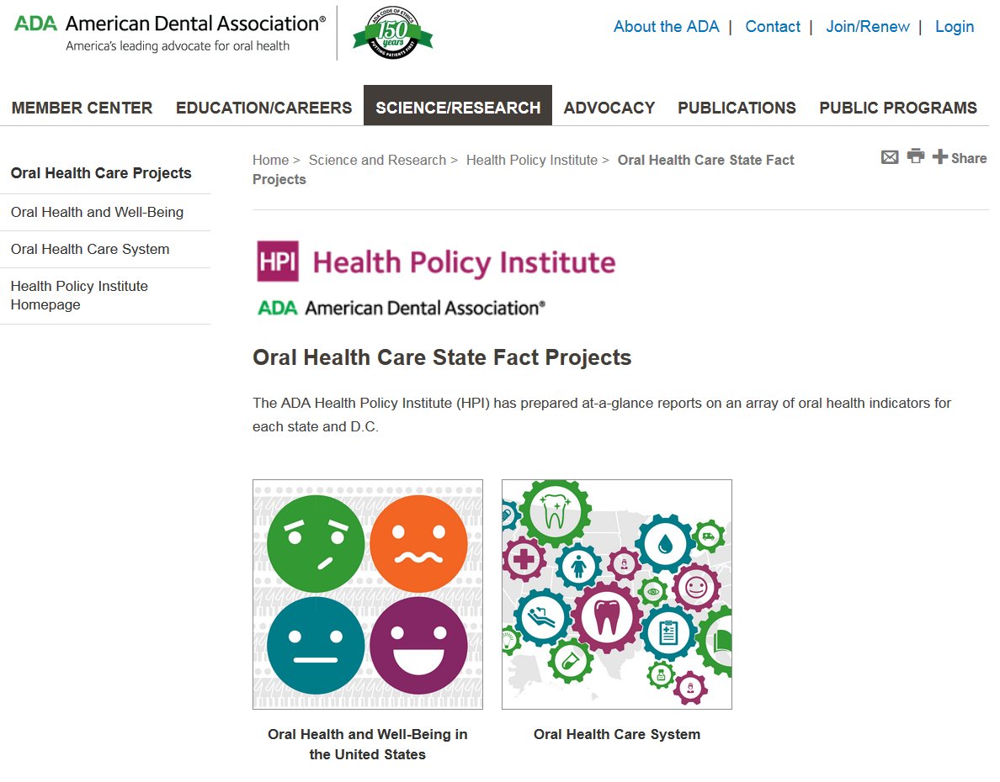 ADA American Dental Association®
America's leading advocate for oral health
ADA CODE OF ETHICS
150
years
PUTTING PATIENTS FIRST
About the ADA | Contact | Join/Renew | Login
MEMBER CENTER EDUCATION/CAREERS SCIENCE/RESEARCH ADVOCACY PUBLICATIONS PUBLIC PROGRAMS
Oral Health Care Projects
Oral Health and Well-Being
Oral Health Care System
Health Policy Institute
Homepage
Home > Science and Research > Health Policy Institute > Oral Health Care State Fact
Projects
Share
HPI Health Policy Institute
ADA American Dental Association®
Oral Health Care State Fact Projects
The ADA Health Policy Institute (HPI) has prepared at-a-glance reports on an array of oral health indicators for
each state and D.C.
Oral Health and Well-Being in
the United States
Oral Health Care System